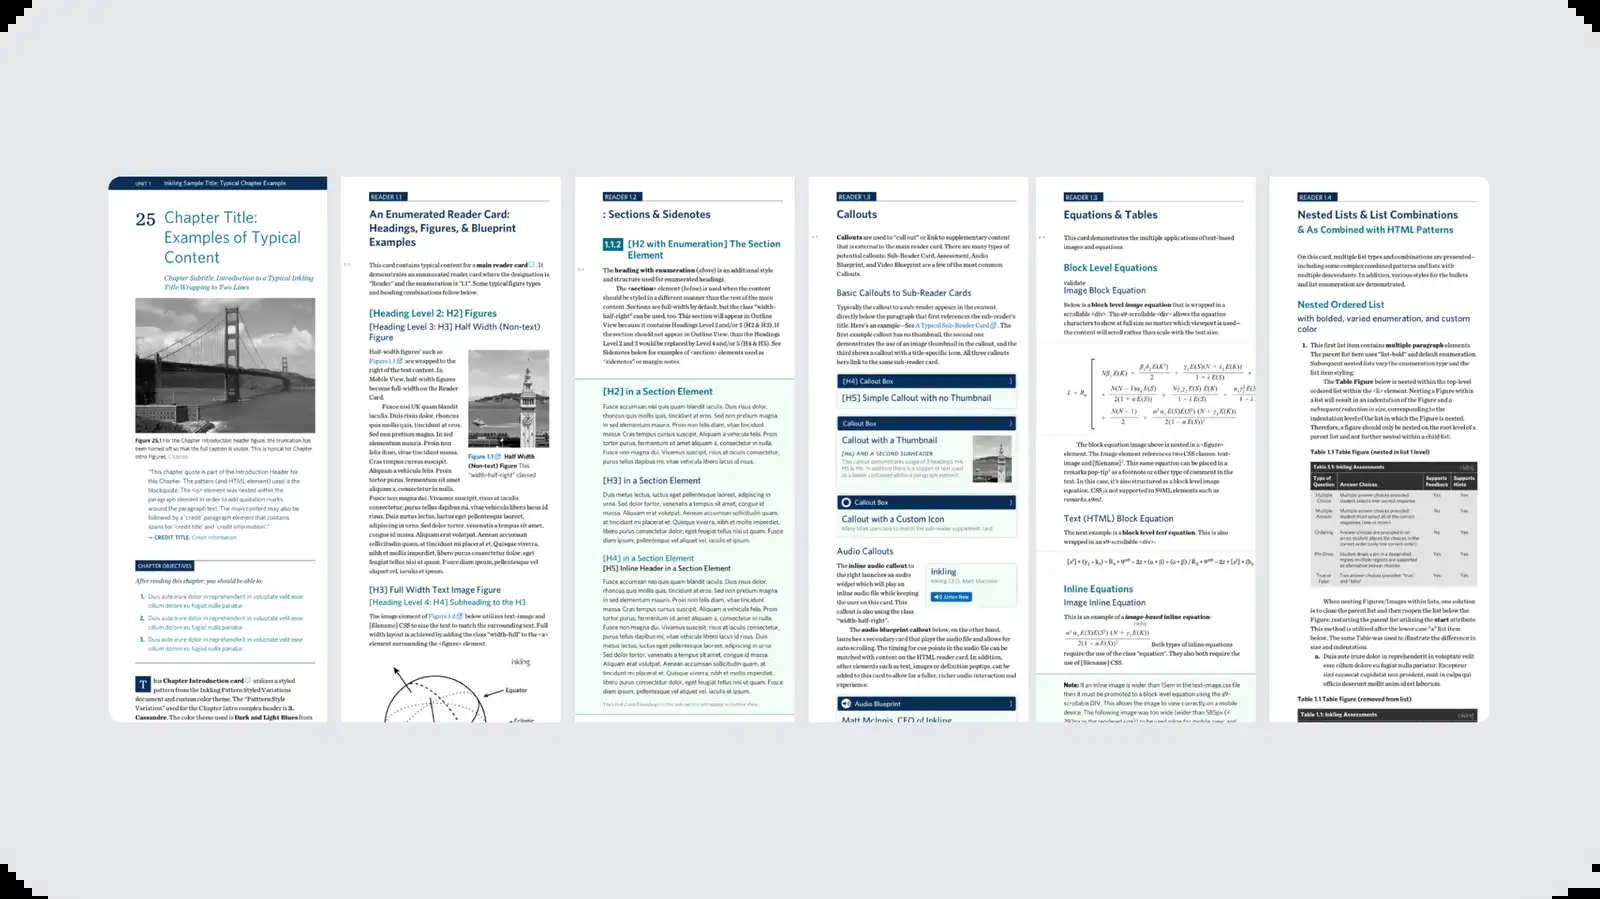 UNIT 1 Inkling Sample Title: Typical Chapter Example
25 Chapter Title:
Examples of Typical
Content
Chapter Subtitle: Introduction to a Typical Inkling
Title Wrapping to Two Lines
Figure 25.1 For the Chapter Introduction header figure, the truncation has
been turned off so that the full caption is visible. This is typical for Chapter
Intro Figures. Citation
"This chapter quote is part of the Introduction Header for
this Chapter. The pattern (and HTML element) used is the
blockquote. The <q> element was nested within the
paragraph element in order to add quotation marks
around the paragraph text. The main content may also be
followed by a 'credit' paragraph element that contains
spans for 'credit title' and 'credit information'."
— CREDIT TITLE, Credit Information
CHAPTER OBJECTIVES
After reading this chapter, you should be able to:
1. Duis aute irure dolor in reprehenderit in voluptate velit esse
cillum dolore eu fugiat nulla pariatur.
2. Duis aute irure dolor in reprehenderit in voluptate velit esse
cillum dolore eu fugiat nulla pariatur.
3. Duis aute irure dolor in reprehenderit in voluptate velit esse
cillum dolore eu fugiat nulla pariatur.
This Chapter Introduction card utilizes a styled
pattern from the Inkling Pattern Styled Variations
document and custom color theme. The "Pattern Style
Variation" used for the Chapter Intro complex header is 3.
Cassandre. The color theme used is Dark and Light Blues from
READER 1.1
An Enumerated Reader Card:
Headings, Figures, & Blueprint
Examples
This card contains typical content for a main reader card. It
demonstrates an enumerated reader card where the designation is
"Reader" and the enumeration is "1.1". Some typical figure types
and heading combinations follow below.
[Heading Level 2: H2] Figures
[Heading Level 3: H3] Half Width (Non-text)
Figure
Half-width figures such as
Figure 1.1 are wrapped to the
right of the text content. In
Mobile View, half-width figures
become full-width on the Reader
Card.
Fusce nisl UK quam blandit
iaculis. Duis risus dolor, rhoncus
quis mollis quis, tincidunt at eros.
Sed non pretium magna. In sed
elementum mauris. Proin non
felis diam, vitae tincidunt
massa. Suspendisse potenti.
Cras tempus cursus suscipit.
Aliquam a vehicula felis. Proin
tortor purus, fermentum sit amet
aliquam a, consectetur in nulla.
Figure 1.1 Half Width
(Non-text) Figure This
"width-half-right" classed
Fusce non magna dui. Vivamus suscipit, risus at iaculis
consectetur, purus tellus dapibus mi, vitae vehicula lacus id
risus. Duis metus lectus, luctus eget pellentesque laoreet,
adipiscing in urna. Sed dolor tortor, venenatis a tempus sit amet,
congue id massa. Aliquam erat volutpat. Aenean accumsan
sollicitudin quam, at tincidunt mi placerat et. Quisque viverra,
nibh et mollis imperdiet, libero purus consectetur dolor, eget
feugiat tellus nisi ut quam. Fusce diam ipsum, pellentesque vel
aliquet vel, iaculis et ipsum.
[H3] Full Width Text Image Figure
[Heading Level 4: H4] Subheading to the H3
The image element of Figure 1.2 below utilizes text-image and
[filename] CSS to size the text to match the surrounding text. Full
width layout is achieved by adding the class "width-full" to the <a>
element surrounding the <figure> element.
inkling
Equator
Ecliptic
READER 1.2
: Sections & Sidenotes
1.1.2 [H2 with Enumeration] The Section
Element
The heading with enumeration (above) is an additional style
and structure used for enumerated headings.
The <section> element (below) is used when the content
should be styled in a different manner than the rest of the main
content. Sections are full-width by default, but the class "width-
half-right" can be used, too. This section will appear in Outline
View because it contains Headings Level 2 and/or 3 (H2 & H3). If
the section should not appear in Outline View, then the Headings
Level 2 and 3 would be replaced by Level 4 and/or 5 (H4 & H5). See
Sidenotes below for examples of <section> elements used as
"sidenotes" or margin notes.
[H2] in a Section Element
Fusce accumsan nisi quis quam blandit iaculis. Duis risus dolor,
rhoncus quis mollis quis, tincidunt at eros. Sed non pretium magna.
In sed elementum mauris. Proin non felis diam, vitae tincidunt
massa. Cras tempus cursus suscipit. Aliquam a vehicula felis. Proin
tortor purus, fermentum sit amet aliquam a, consectetur in nulla.
Fusce non magna dui. Vivamus suscipit, risus at iaculis consectetur,
purus tellus dapibus mi, vitae vehicula lacus id risus.
[H3] in a Section Element
Duis metus lectus, luctus eget pellentesque laoreet, adipiscing in
urna. Sed dolor tortor, venenatis a tempus sit amet, congue id
massa. Aliquam erat volutpat. Aenean accumsan sollicitudin quam,
at tincidunt mi placerat et. Quisque viverra, nibh et mollis imperdiet,
libero purus consectetur dolor, eget feugiat tellus nisi ut quam. Fusce
diam ipsum, pellentesque vel aliquet vel, iaculis et ipsum.
[H4] in a Section Element
[H5] Inline Header in a Section Element
Fusce accumsan nisi quis quam blandit iaculis. Duis risus dolor,
rhoncus quis mollis quis, tincidunt at eros. Sed non pretium magna.
In sed elementum mauris. Proin non felis diam, vitae tincidunt
massa. Cras tempus cursus suscipit. Aliquam a vehicula felis. Proin
tortor purus, fermentum sit amet aliquam a, consectetur in nulla.
Fusce non magna dui. Vivamus suscipit, risus at iaculis consectetur,
purus tellus dapibus mi, vitae vehicula lacus id risus. Duis metus
lectus, luctus eget pellentesque laoreet, adipiscing in urna. Sed
dolor tortor, venenatis a tempus sit amet, congue id massa. Aliquam
erat volutpat. Aenean accumsan sollicitudin quam, at tincidunt mi
placerat et. Quisque viverra, nibh et mollis imperdiet,
libero purus consectetur dolor, eget feugiat tellus nisi ut quam. Fusce
diam ipsum, pellentesque vel aliquet vel, iaculis et ipsum.
READER 1.3
Callouts
Callouts are used to "call out" or link to supplementary content
that is external to the main reader card. There are many types of
potential callouts: Sub-Reader Card, Assessment, Audio
Blueprint, and Video Blueprint are a few of the most common
Callouts.
Basic Callouts to Sub-Reader Cards
Typically the callout to a sub-reader appears in the content,
directly below the paragraph that first references the sub-reader's
title. Here's an example—See A Typical Sub-Reader Card. The
first example callout has no thumbnail, the second one
demonstrates the use of an image thumbnail in the callout, and the
third shows a callout with a title-specific icon. All three callouts
here link to the same sub-reader card.
[H4] Callout Box
[H5] Simple Callout with no Thumbnail
Callout Box
Callout with a Thumbnail
[H6] AND A SECOND SUBHEADER
This callout demonstrates usage of 3 headings, H4,
H5 & H6. In addition there is a snippet of text used
as a teaser contained within a paragraph element.
Callout Box
Callout with a Custom Icon
Many titles use icons to match the sub-reader supplement card
Audio Callouts
The inline audio callout to
the right launches an audio
widget which will play an
inline audio file while keeping
the user on this card. This
callout is also using the class
"width-half-right".
Inkling
Inkling CEO, Matt MacInnis
Listen Now
The audio blueprint callout below, on the other hand,
launches a secondary card that plays the audio file and allows for
auto scrolling. The timing for cue points in the audio file can be
matched with content on the HTML reader card. In addition,
other elements such as text, images or definition poptips, can be
added to this card to allow for a fuller, richer audio interaction and
experience.
Audio Blueprint
Matt McInnis, CEO of Inkling
READER 1.3
Equations & Tables
This card demonstrates the multiple applications of text-based
images and equations.
Block Level Equations
validate
Image Block Equation
Below is a block level image equation that is wrapped in a
scrollable <div>. The s9-scrollable <div> allows the equation
characters to show at full size no matter which viewport is used—
the content will scroll rather than scale with the text size.
The block equation image above is nested in a <figure>
element. The Image element references two CSS classes: text-
image and [filename]. This same equation can be placed in a
remarks pop-tip as a footnote or other type of comment in the
text. In this case, it's also structured as a block level image
equation. CSS is not supported in S9ML elements such as
remarks.s9ml.
Text (HTML) Block Equation
The next example is a block level text equation. This is also
wrapped in an s9-scrollable <div>.
Inline Equations
Image Inline Equation
This is an example of a image-based inline equation:
Both types of inline equations
require the use of the class "equation". They also both require the
use of [filename] CSS.
Note: If an inline image is wider than 15em in the text-image.css file
then it must be promoted to a block level equation using the s9-
scrollable DIV. This allows the image to view correctly on a mobile
device. The following image was too wide (wider than 585px (=
READER 1.4
Nested Lists & List Combinations
& As Combined with HTML Patterns
On this card, multiple list types and combinations are presented—
including some complex combined patterns and lists with
multiple descendants. In addition, various styles for the bullets
and list enumeration are demonstrated.
Nested Ordered List
with bolded, varied enumeration, and custom
color
1. This first list item contains multiple paragraph elements.
The parent list here uses "list-bold" and default enumeration.
Subsequent nested lists vary the enumeration type and the
list item styling.
The Table Figure below is nested within the top-level
ordered list within the <li> element. Nesting a Figure within
a list will result in an indentation of the Figure and a
subsequent reduction in size, corresponding to the
indentation level of the list in which the Figure is nested.
Therefore, a figure should only be nested on the root level of a
parent list and not further nested within a child list:
Table 1.1 Table Figure (nested in list 1 level)
Table 1.1: Inkling Assessments inkling
Type of Question Answer Choices Supports Feedback Supports Hints
Multiple Choice Multiple answer choices provided; student selects one correct response Yes Yes
Multiple Answer Multiple answer choices provided; student must select all of the correct responses (one or more). No Yes
Ordering Answer choices are provided in an array; student places the choices in the correct order No Yes
Pin Drop Student drops a pin in a designated region; multiple regions are supported as alternative answer choices Yes Yes
True or False Two answer choices provided: "true" and "false" Yes Yes
When nesting Figures/Images within lists, one solution
is to close the parent list and then reopen the list below the
Figure, restarting the parent list utilizing the start attribute.
This method is utilized after the lower case "a" list item
below. The same Table was used to illustrate the difference in
size and indentation.
a. Duis aute irure dolor in reprehenderit in voluptate velit
esse cillum dolore eu fugiat nulla pariatur. Excepteur
sint occaecat cupidatat non proident, sunt in culpa qui
officia deserunt mollit anim id est laborum.
Table 1.1 Table Figure (removed from list)
Table 1.1: Inkling Assessments inkling